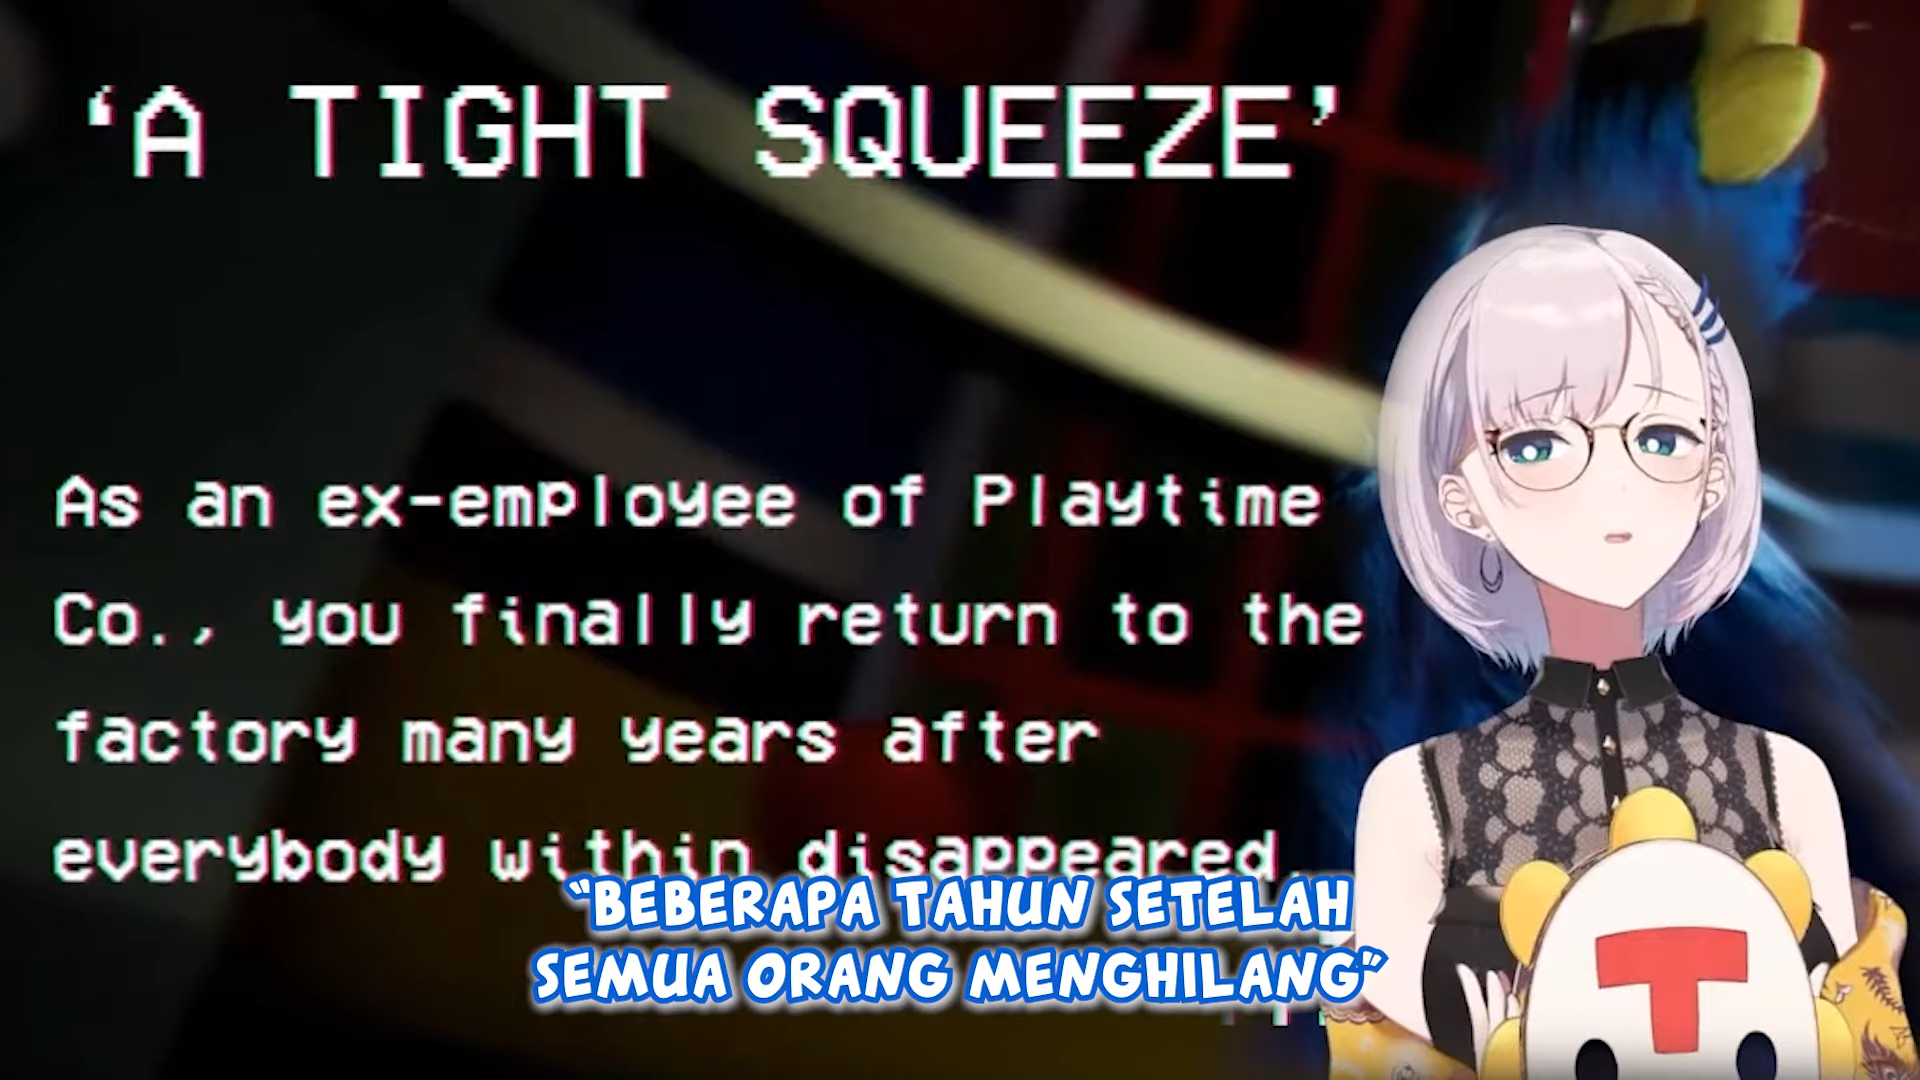 ‘A TIGHT SQUEEZE’
As an ex-employee of Playtime
Co., you finally return to the
factory many years after
everybody within disappeared.
“BEBERAPA TAHUN SETELAH
SEMUA ORANG MENGHILANG”
T